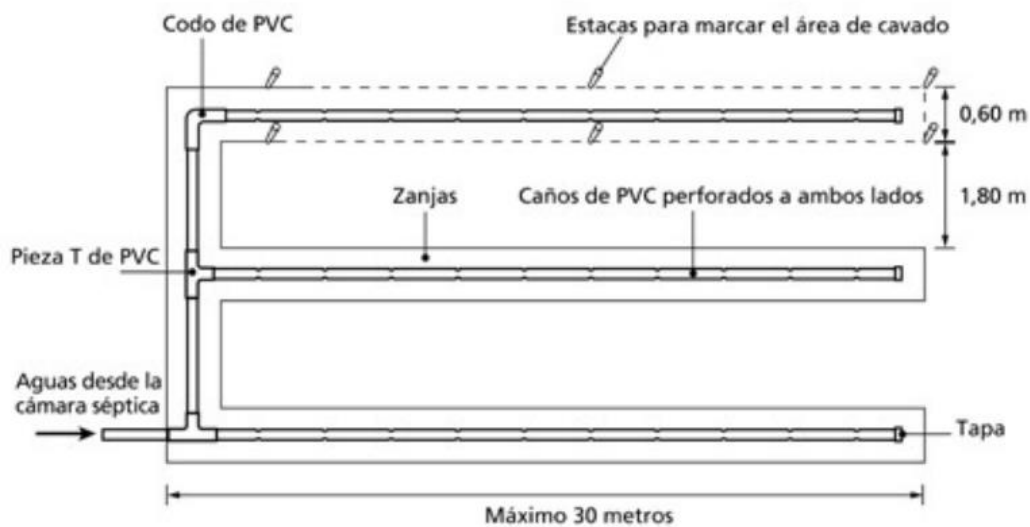 Codo de PVC
Estacas para marcar el área de cavado
0,60 m
Zanjas
Caños de PVC perforados a ambos lados
1,80 m
Pieza T de PVC
Aguas desde la
cámara séptica
Tapa
Máximo 30 metros